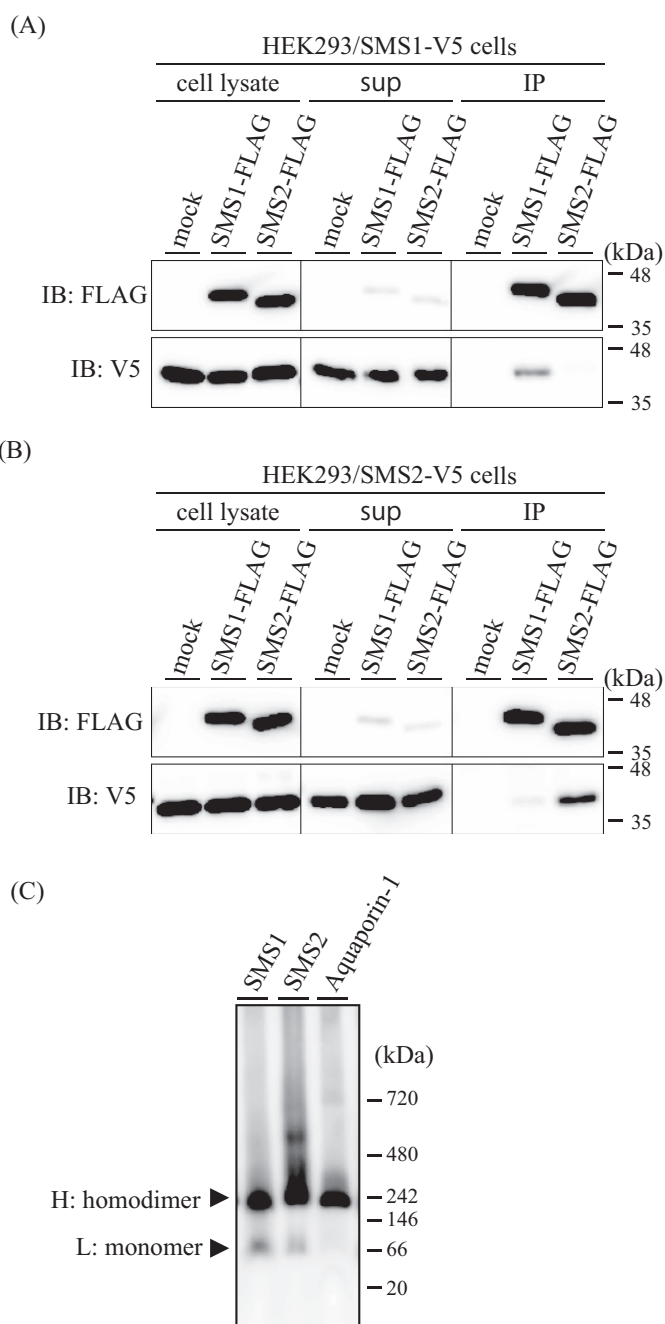 (A)
HEK293/SMS1-V5 cells
cell lysate sup IP
mock SMS1-FLAG SMS2-FLAG mock SMS1-FLAG SMS2-FLAG mock SMS1-FLAG SMS2-FLAG
(kDa)
IB: FLAG
48
35
IB: V5
48
35
(B)
HEK293/SMS2-V5 cells
cell lysate sup IP
mock SMS1-FLAG SMS2-FLAG mock SMS1-FLAG SMS2-FLAG mock SMS1-FLAG SMS2-FLAG
(kDa)
IB: FLAG
48
35
IB: V5
48
35
(C)
SMS1 SMS2 Aquaporin-1
(kDa)
720
480
H: homodimer 242
146
L: monomer 66
20